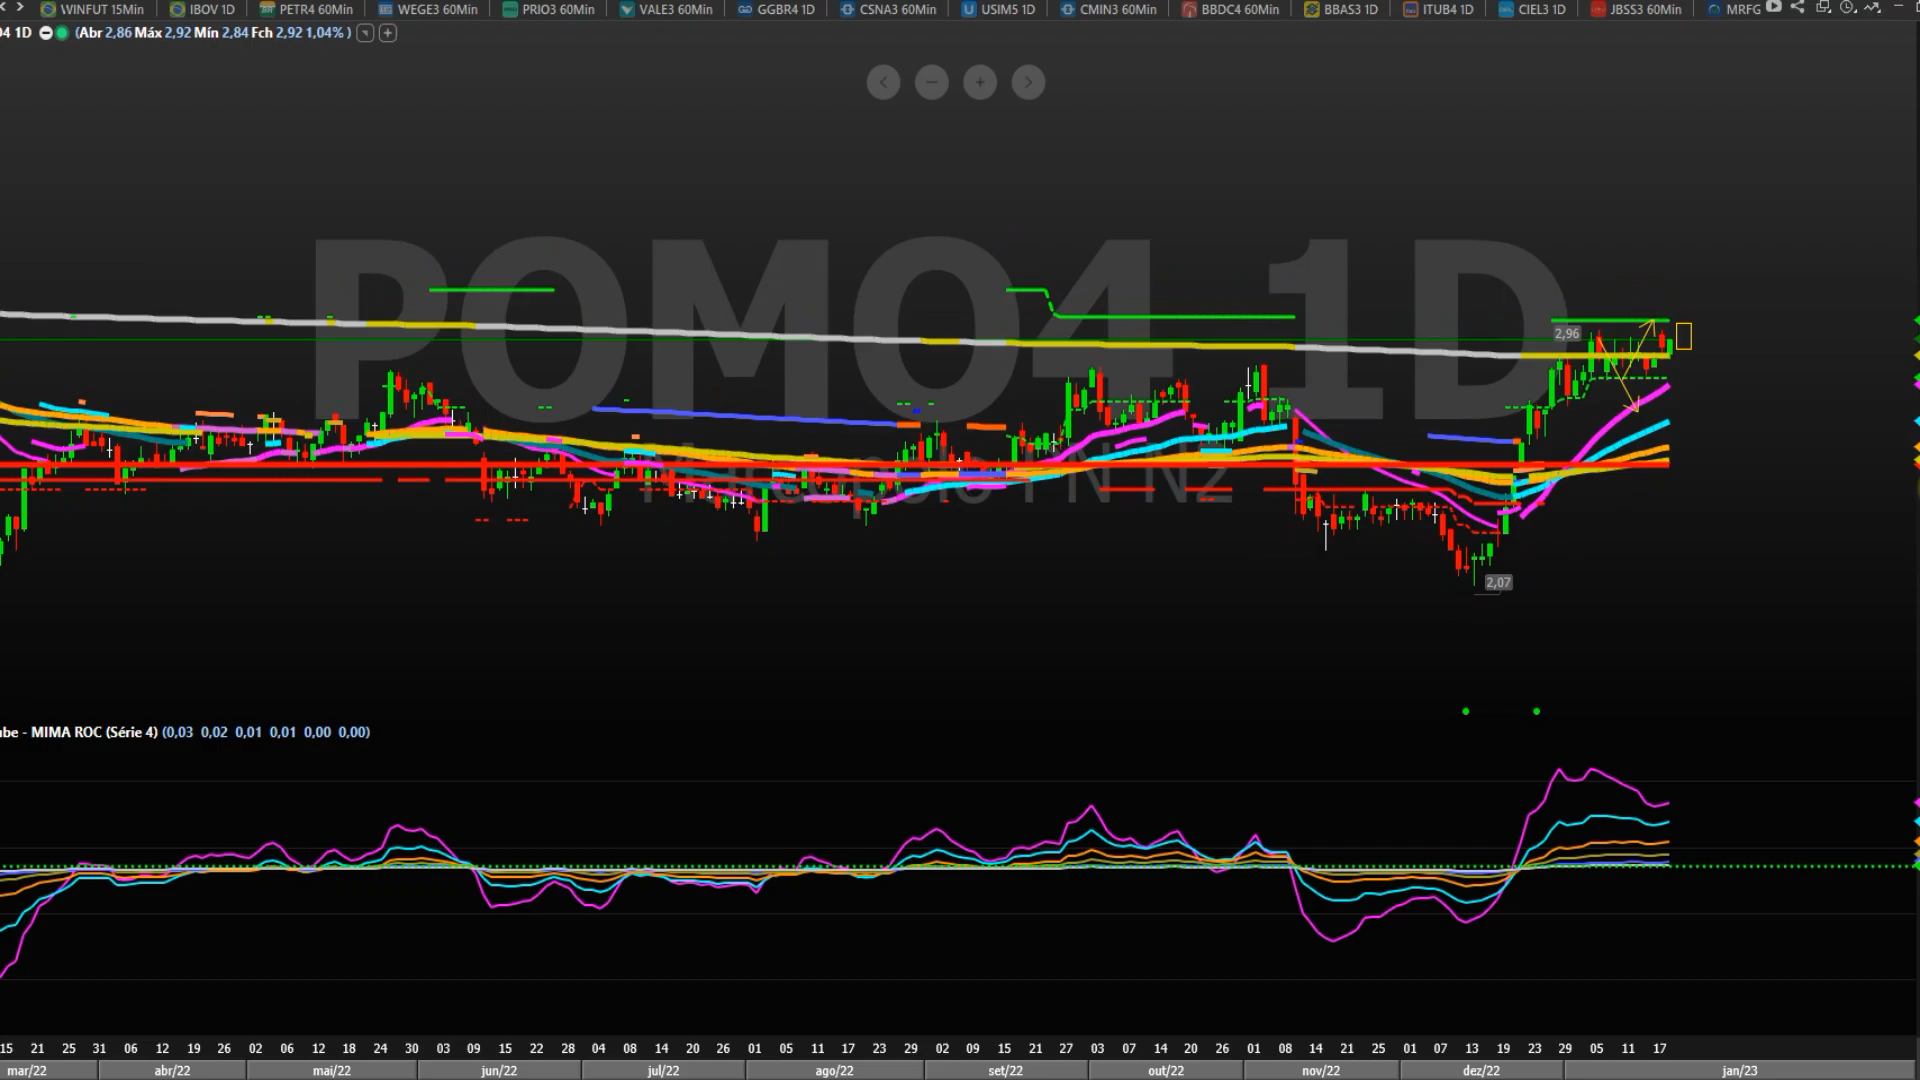 WINFUT 15Min IBOV 1D PETR4 60Min WEGE3 60Min PRIO3 60Min VALE3 60Min GGBR4 1D CSNA3 60Min USIM5 1D CMIN3 60Min BBDC4 60Min BBAS3 1D ITUB4 1D CIEL3 1D JBSS3 60Min MRFG
04 1D (Abr 2,86 Máx 2,92 Mín 2,84 Fch 2,92 1,04% )
POMO4 1D
2,96
2,07
ube - MIMA ROC (Série 4) (0,03 0,02 0,01 0,01 0,00 0,00)
15 21 25 31 06 12 19 26 02 06 12 18 24 30 03 09 15 22 28 04 08 14 20 26 01 05 11 17 23 29 02 09 15 21 27 03 07 14 20 26 01 08 14 21 25 01 07 13 19 23 29 05 11 17
mar/22 abr/22 mai/22 jun/22 jul/22 ago/22 set/22 out/22 nov/22 dez/22 jan/23